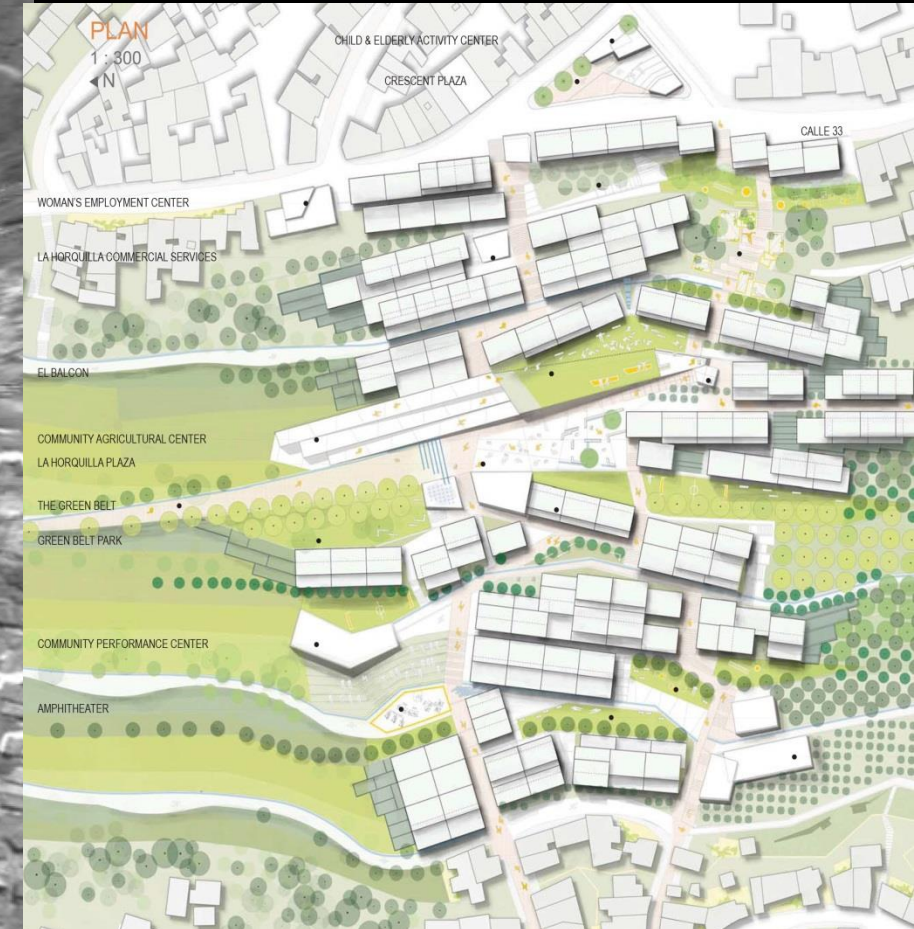 PLAN
1 : 300
N
CHILD & ELDERLY ACTIVITY CENTER
CRESCENT PLAZA
CALLE 33
WOMAN'S EMPLOYMENT CENTER
LA HORQUILLA COMMERCIAL SERVICES
EL BALCON
COMMUNITY AGRICULTURAL CENTER
LA HORQUILLA PLAZA
THE GREEN BELT
GREEN BELT PARK
COMMUNITY PERFORMANCE CENTER
AMPHITHEATER